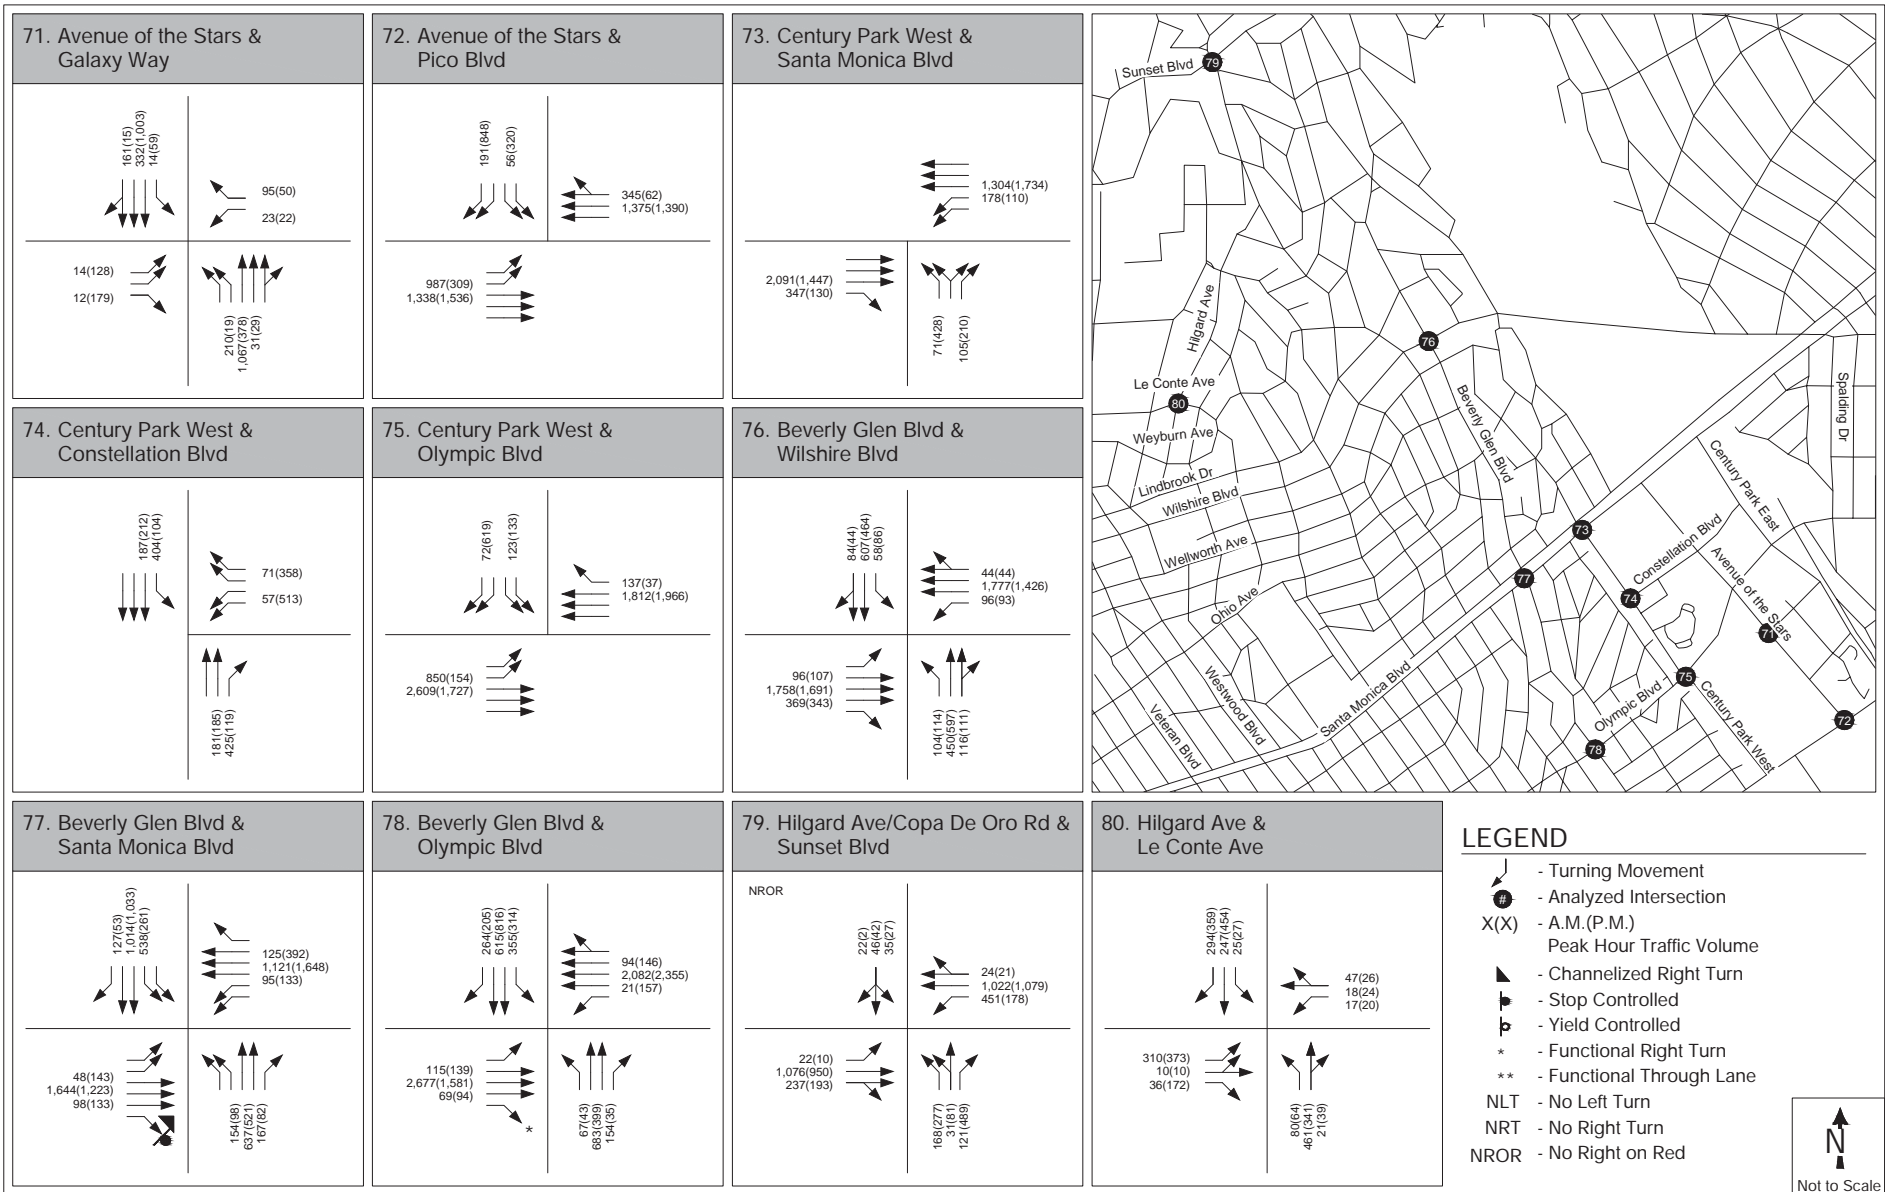 71. Avenue of the Stars &
Galaxy Way
161(15)
332(1,003)
14(59)
95(50)
23(22)
14(128)
12(179)
210(19)
1,067(378)
31(29)
72. Avenue of the Stars &
Pico Blvd
191(848)
56(320)
345(62)
1,375(1,390)
987(309)
1,338(1,536)
73. Century Park West &
Santa Monica Blvd
1,304(1,734)
178(110)
2,091(1,447)
347(130)
71(428)
105(210)
74. Century Park West &
Constellation Blvd
187(212)
404(104)
71(358)
57(513)
181(185)
425(119)
75. Century Park West &
Olympic Blvd
72(619)
123(133)
137(37)
1,812(1,966)
850(154)
2,609(1,727)
76. Beverly Glen Blvd &
Wilshire Blvd
84(44)
607(464)
58(86)
44(44)
1,777(1,426)
96(93)
96(107)
1,758(1,691)
369(343)
104(114)
450(597)
116(111)
Sunset Blvd
79
Hilgard Ave
76
Le Conte Ave
80
Weyburn Ave
Beverly Glen Blvd
Spalding Dr
Lindbrook Dr
Wilshire Blvd
Century Park East
Wellworth Ave
73
Constellation Blvd
77
74
Avenue of the Stars
Ohio Ave
71
Westwood Blvd
Santa Monica Blvd
75
Olympic Blvd
Century Park West
Veteran Blvd
72
78
77. Beverly Glen Blvd &
Santa Monica Blvd
127(53)
1,014(1,033)
538(261)
125(392)
1,121(1,648)
95(133)
48(143)
1,644(1,223)
98(133)
154(98)
637(521)
167(82)
78. Beverly Glen Blvd &
Olympic Blvd
264(205)
615(816)
355(314)
94(146)
2,082(2,355)
21(157)
115(139)
2,677(1,581)
69(94)
*
67(43)
683(399)
154(35)
79. Hilgard Ave/Copa De Oro Rd &
Sunset Blvd
NROR
22(2)
46(42)
35(27)
24(21)
1,022(1,079)
451(178)
22(10)
1,076(950)
237(193)
168(277)
31(81)
121(489)
80. Hilgard Ave &
Le Conte Ave
294(359)
247(454)
25(27)
47(26)
18(24)
17(20)
310(373)
10(10)
36(172)
80(64)
461(341)
21(39)
LEGEND
- Turning Movement
# - Analyzed Intersection
X(X) - A.M.(P.M.)
Peak Hour Traffic Volume
- Channelized Right Turn
- Stop Controlled
- Yield Controlled
* - Functional Right Turn
** - Functional Through Lane
NLT - No Left Turn
NRT - No Right Turn
NROR - No Right on Red
N
Not to Scale